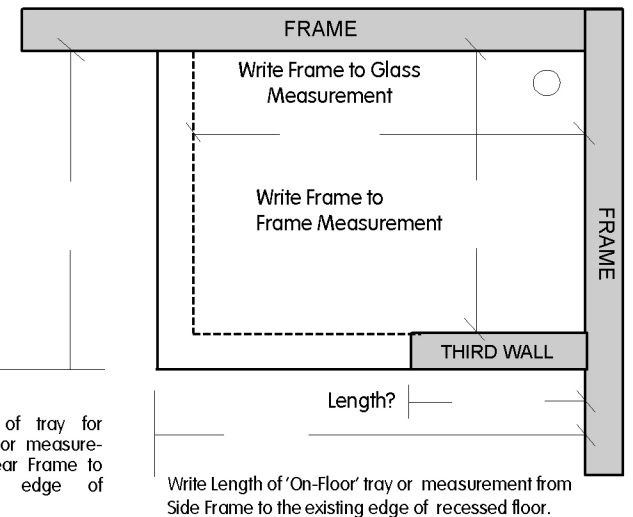 FRAME
Write Frame to Glass
Measurement
Write Frame to
Frame Measurement
FRAME
THIRD WALL
Length?
of tray for
or measure-
ear Frame to
edge of
Write Length of 'On-Floor' tray or measurement from
Side Frame to the existing edge of recessed floor.